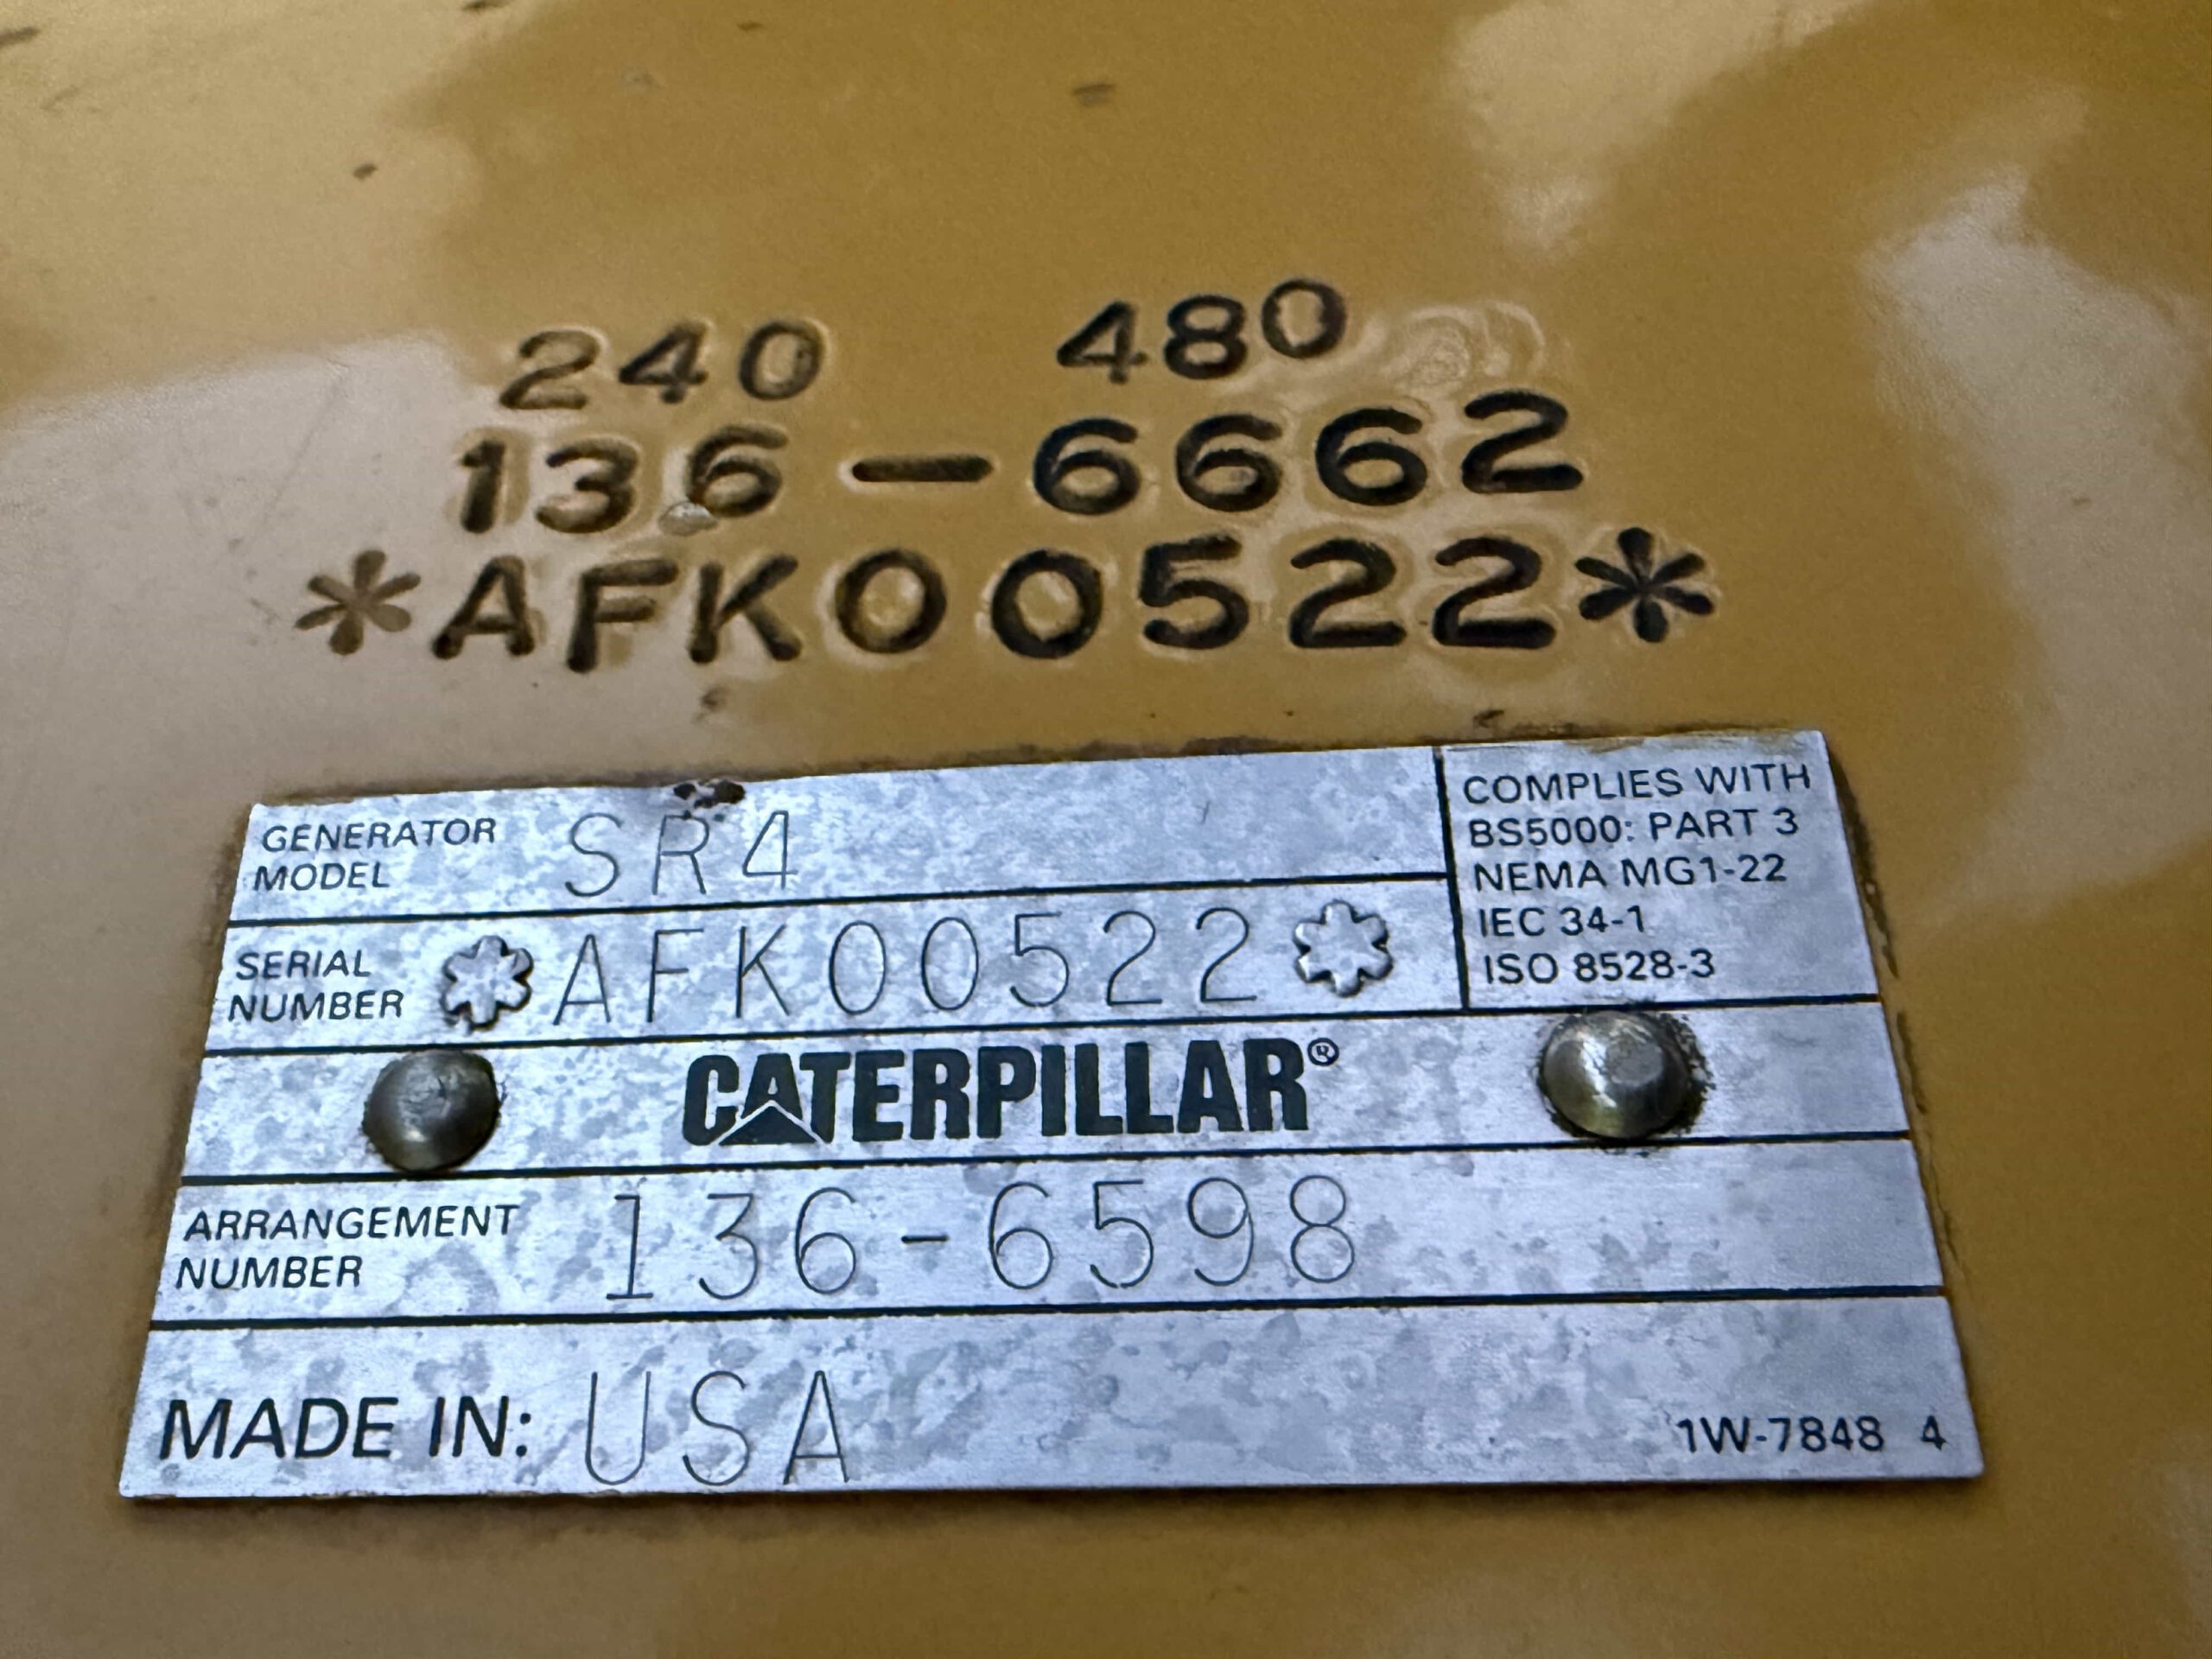 240 480
136-6662
*AFK00522*
GENERATOR MODEL SR4
SERIAL NUMBER *AFK00522*
COMPLIES WITH
BS5000: PART 3
NEMA MG1-22
IEC 34-1
ISO 8528-3
CATERPILLAR®
ARRANGEMENT NUMBER 136-6598
MADE IN: USA
1W-7848 4